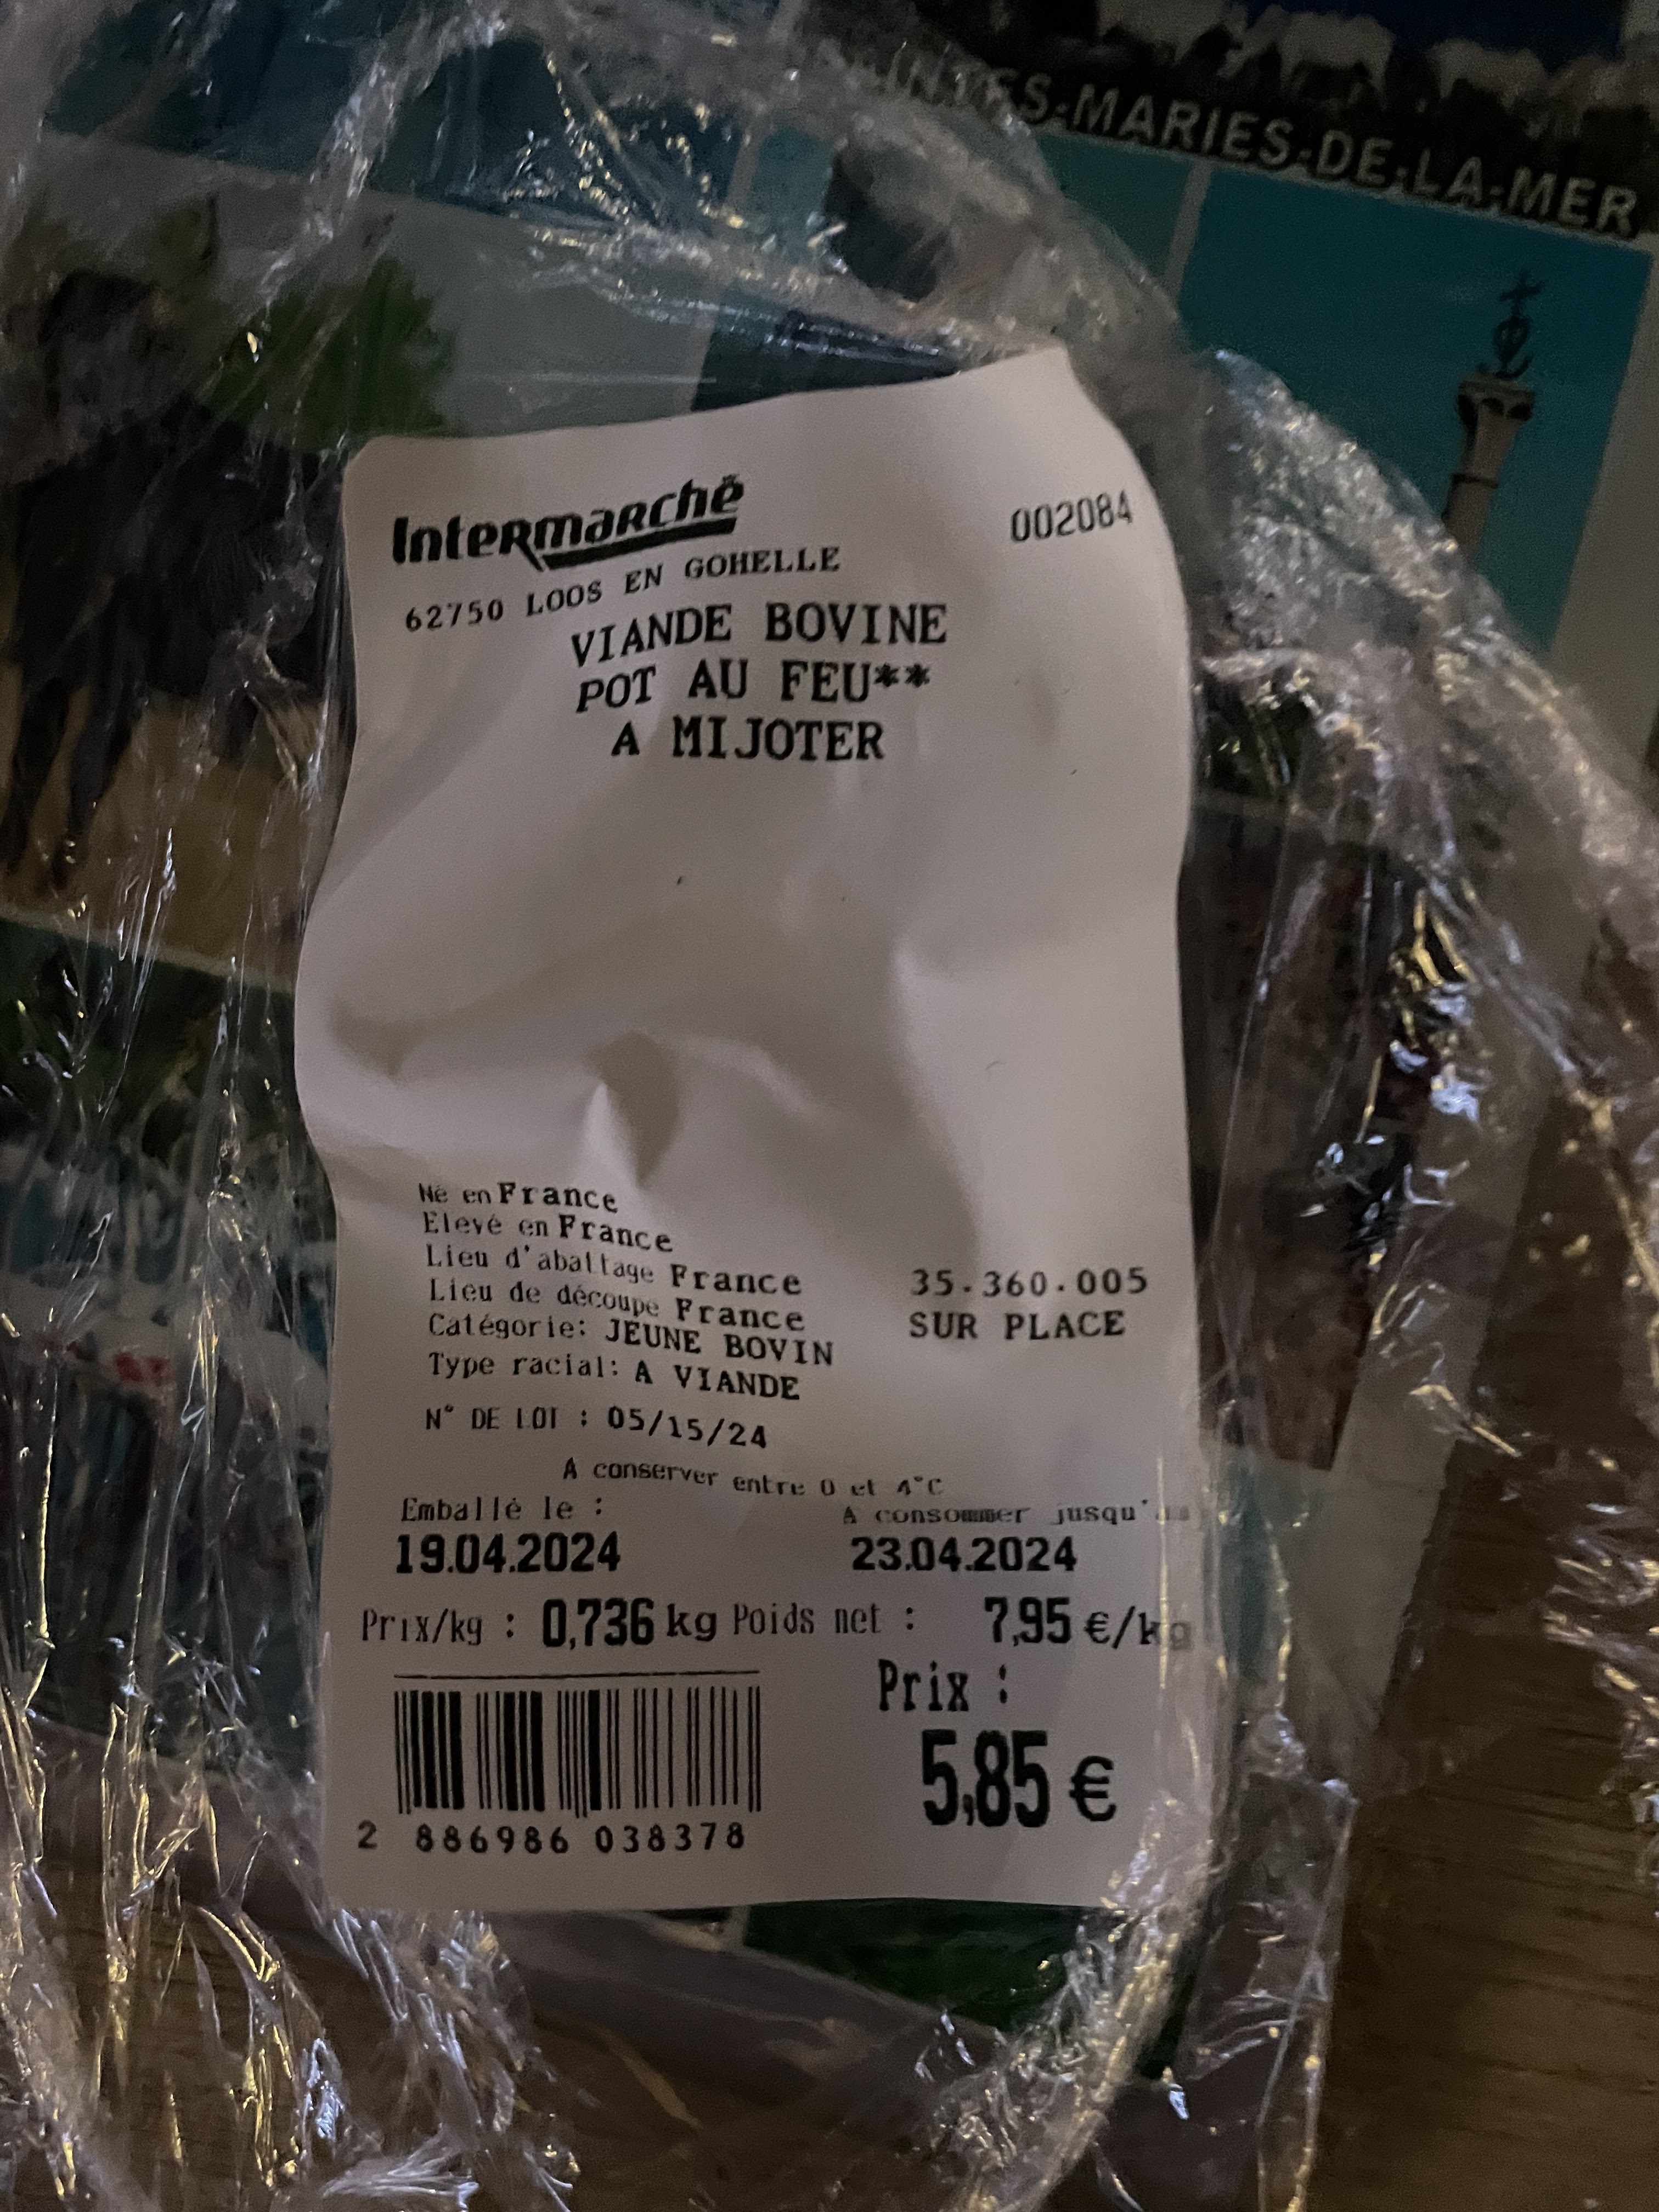 S-MARIES-DE-LA-MER
Intermarché
002084
62750 LOOS EN GOHELLE
VIANDE BOVINE
POT AU FEU**
A MIJOTER
Né en France
Elevé en France
Lieu d'abattage France
35.360.005
Lieu de découpe France
SUR PLACE
Catégorie: JEUNE BOVIN
Type racial: A VIANDE
N° DE LOT : 05/15/24
A conserver entre 0 et 4°C
Emballé le :
A consommer jusqu'au
19.04.2024
23.04.2024
Prix/kg : 0,736 kg Poids net : 7,95 €/kg
Prix :
5,85 €
2 886986 038378